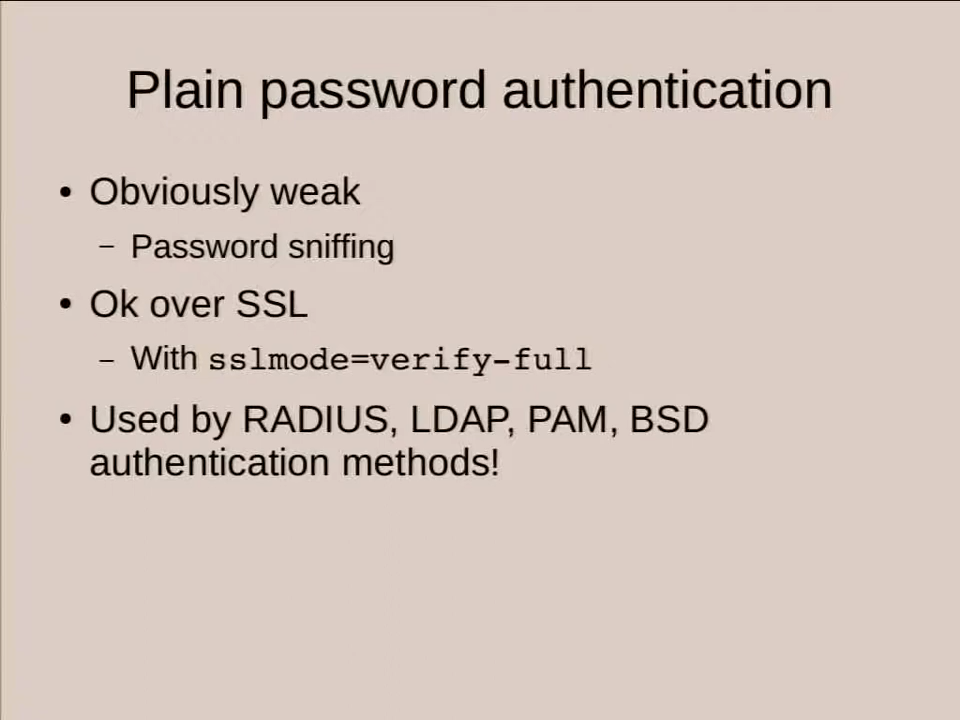 Plain password authentication
• Obviously weak
– Password sniffing
• Ok over SSL
– With sslmode=verify-full
• Used by RADIUS, LDAP, PAM, BSD
authentication methods!